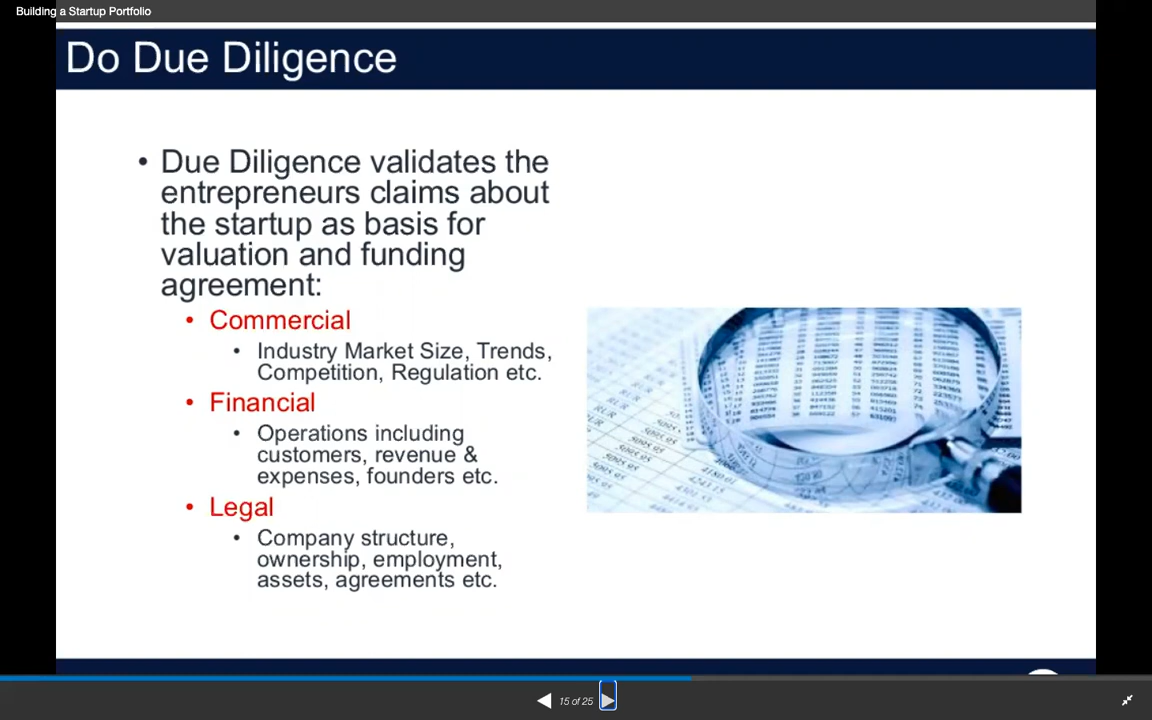 Building a Startup Portfolio
Do Due Diligence
• Due Diligence validates the
entrepreneurs claims about
the startup as basis for
valuation and funding
agreement:
• Commercial
• Industry Market Size, Trends,
Competition, Regulation etc.
• Financial
• Operations including
customers, revenue &
expenses, founders etc.
• Legal
• Company structure,
ownership, employment,
assets, agreements etc.
15 of 25